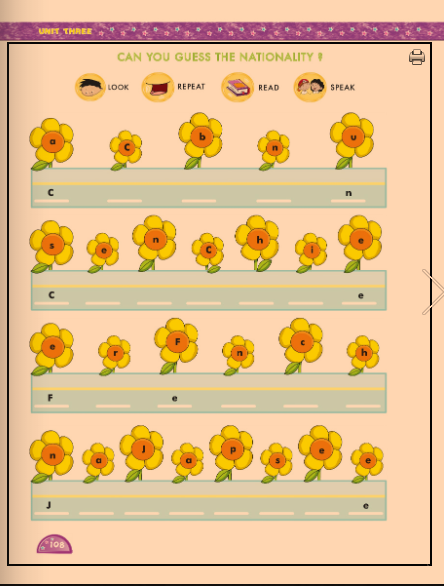 UNIT THREE
CAN YOU GUESS THE NATIONALITY ?
LOOK REPEAT READ SPEAK
a C b n u
C n
s e n C h i e
C e
e r F n c h
F e
n a J a p s e e
J e
108